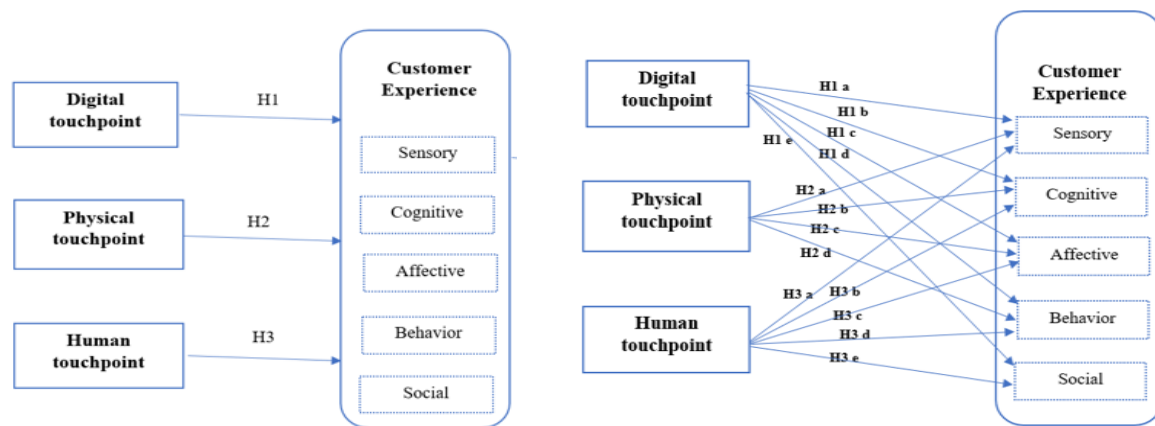 Digital
touchpoint
Physical
touchpoint
Human
touchpoint
H1
H2
H3
Customer
Experience
Sensory
Cognitive
Affective
Behavior
Social
Digital
touchpoint
Physical
touchpoint
Human
touchpoint
H1 a
H1 b
H1 c
H1 d
H1 e
H2 a
H2 b
H2 c
H2 d
H3 a
H3 b
H3 c
H3 d
H3 e
Customer
Experience
Sensory
Cognitive
Affective
Behavior
Social